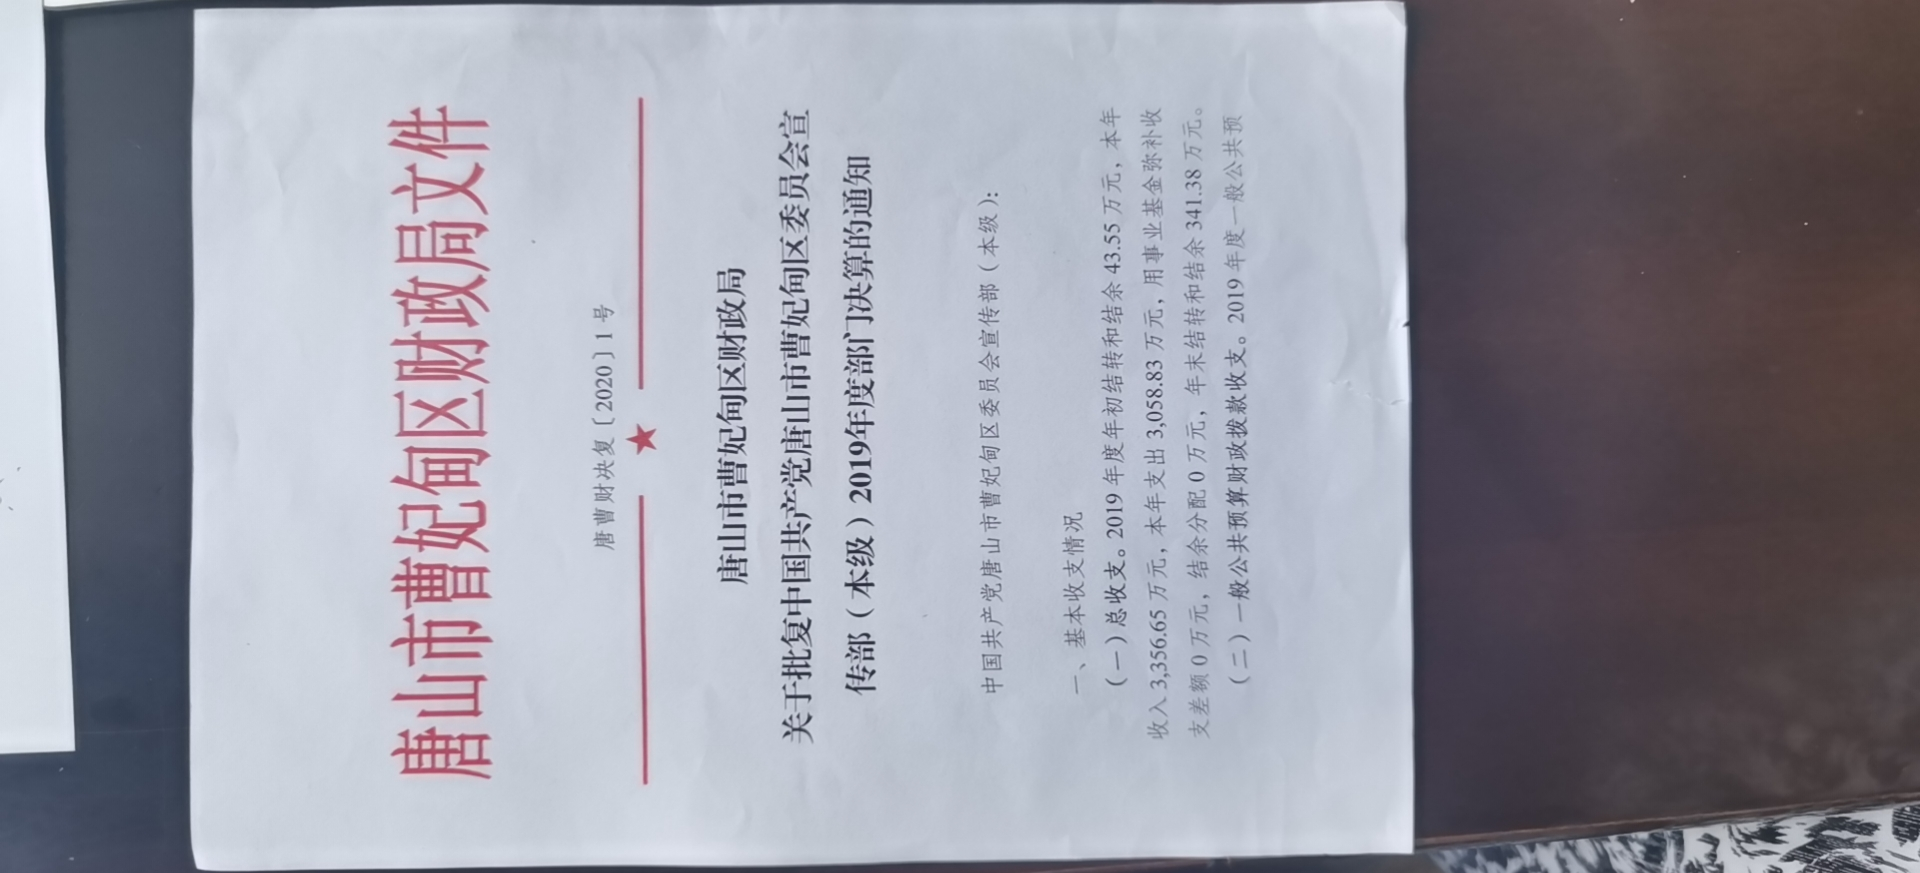 唐山市曹妃甸区财政局文件
唐曹财决复〔2020〕1号
唐山市曹妃甸区财政局
关于批复中国共产党唐山市曹妃甸区委员会宣
传部（本级）2019年度部门决算的通知
中国共产党唐山市曹妃甸区委员会宣传部（本级）：
一、基本收支情况
（一）总收支。2019年度年初结转和结余43.55万元，本年
收入3,356.65万元，本年支出3,058.83万元，用事业基金弥补收
支差额0万元，结余分配0万元，年末结转和结余341.38万元。
（二）一般公共预算财政拨款收支。2019年度一般公共预